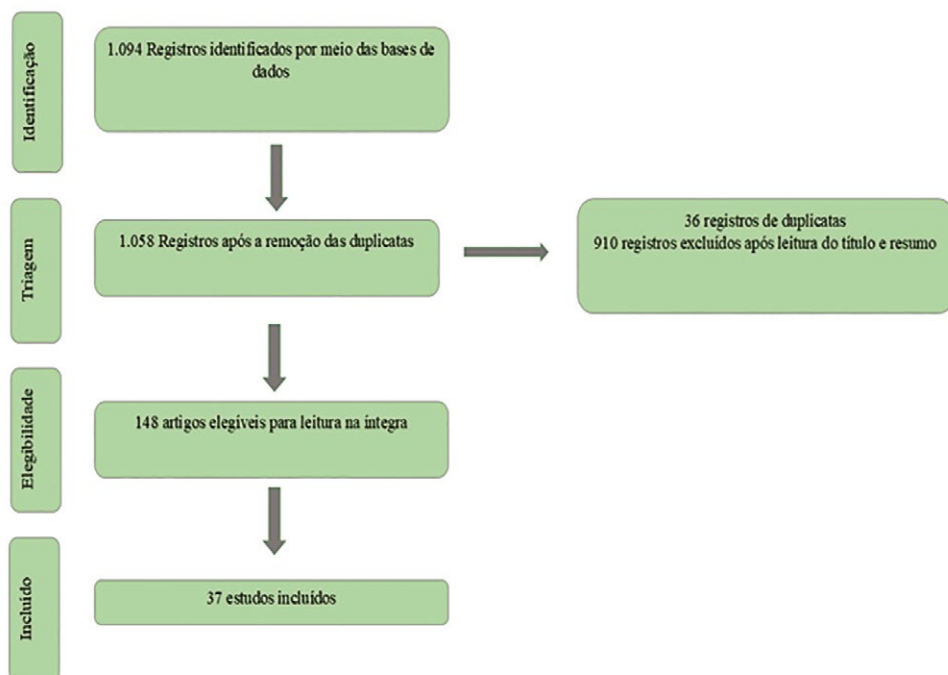 Identificação
1.094 Registros identificados por meio das bases de
dados
Triagem
1.058 Registros após a remoção das duplicatas
36 registros de duplicatas
910 registros excluídos após leitura do título e resumo
Elegibilidade
148 artigos elegíveis para leitura na íntegra
Incluído
37 estudos incluídos